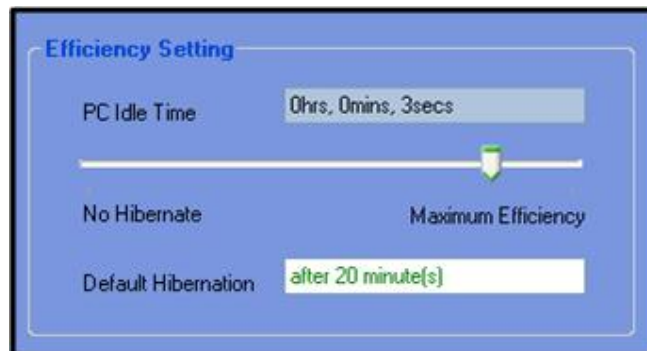 Efficiency Setting
PC Idle Time
0hrs, 0mins, 3secs
No Hibernate
Maximum Efficiency
Default Hibernation
after 20 minute(s)